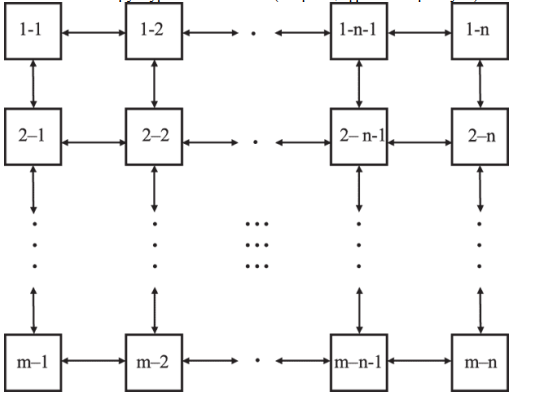 1-1 1-2 . 1-n-1 1-n
2–1 2–2 . 2– n-1 2–n
. . ... . .
. . ... . .
. . ... . .
m–1 m–2 . m–n-1 m–n